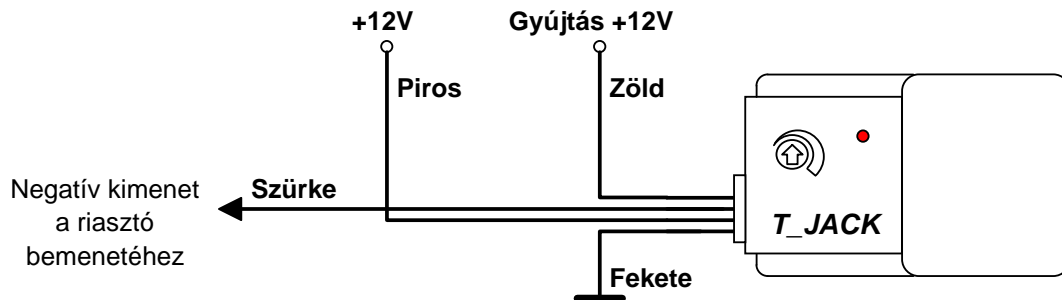 +12V
Gyújtás +12V
Piros
Zöld
Negatív kimenet
a riasztó
bemenetéhez
Szürke
T_JACK
Fekete